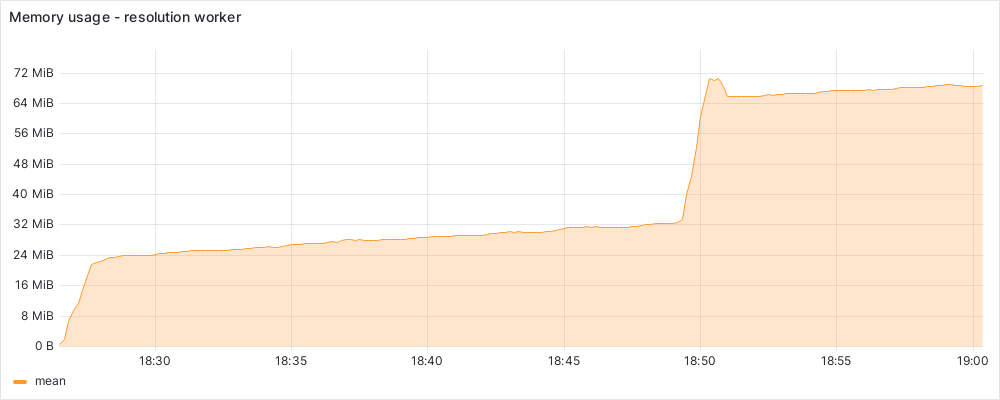 Memory usage - resolution worker
72 MiB
64 MiB
56 MiB
48 MiB
40 MiB
32 MiB
24 MiB
16 MiB
8 MiB
0 B
18:30 18:35 18:40 18:45 18:50 18:55 19:00
mean